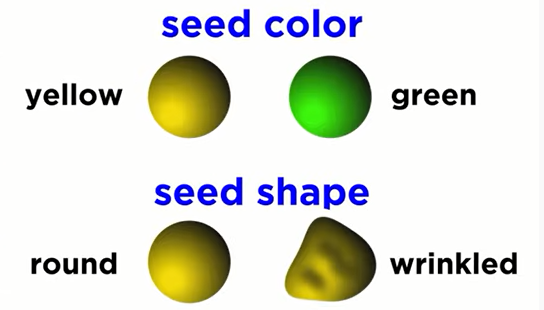 seed color
yellow green
seed shape
round wrinkled